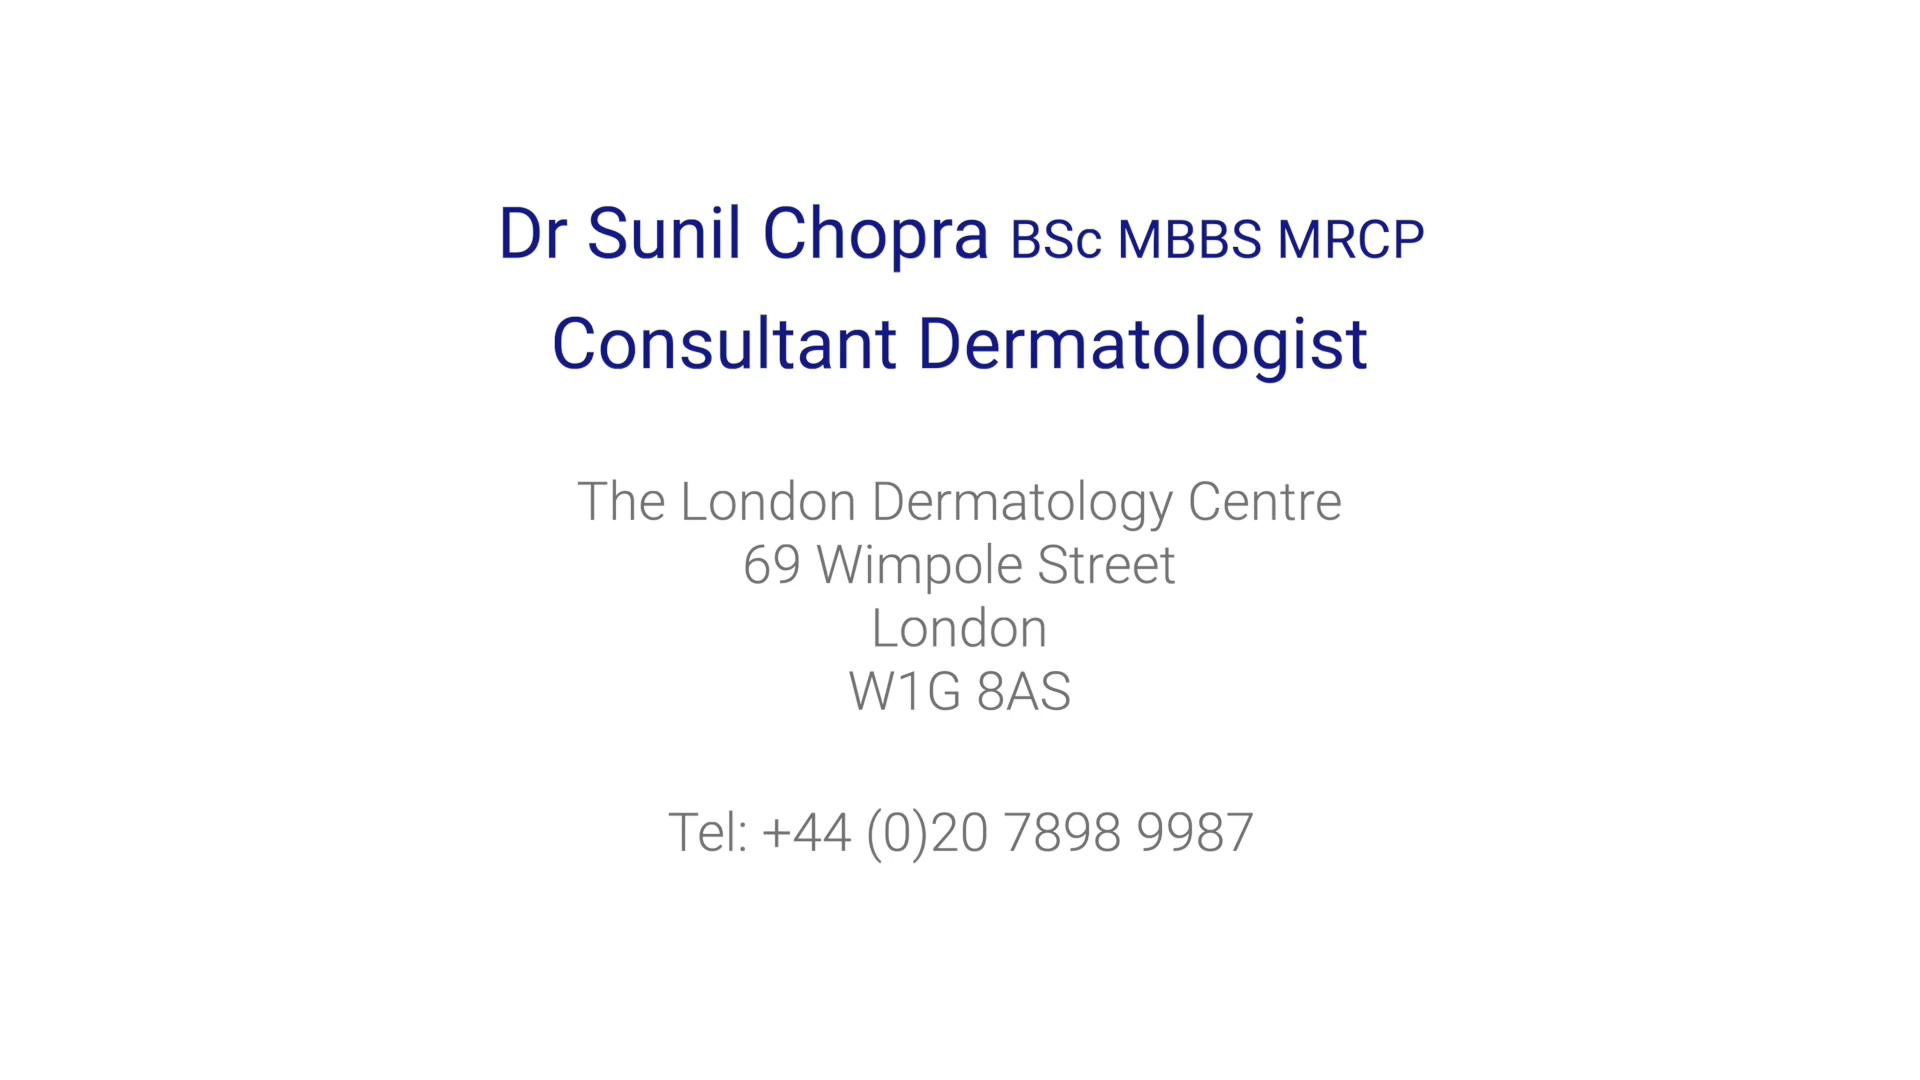 Dr Sunil Chopra BSc MBBS MRCP
Consultant Dermatologist
The London Dermatology Centre
69 Wimpole Street
London
W1G 8AS
Tel: +44 (0)20 7898 9987